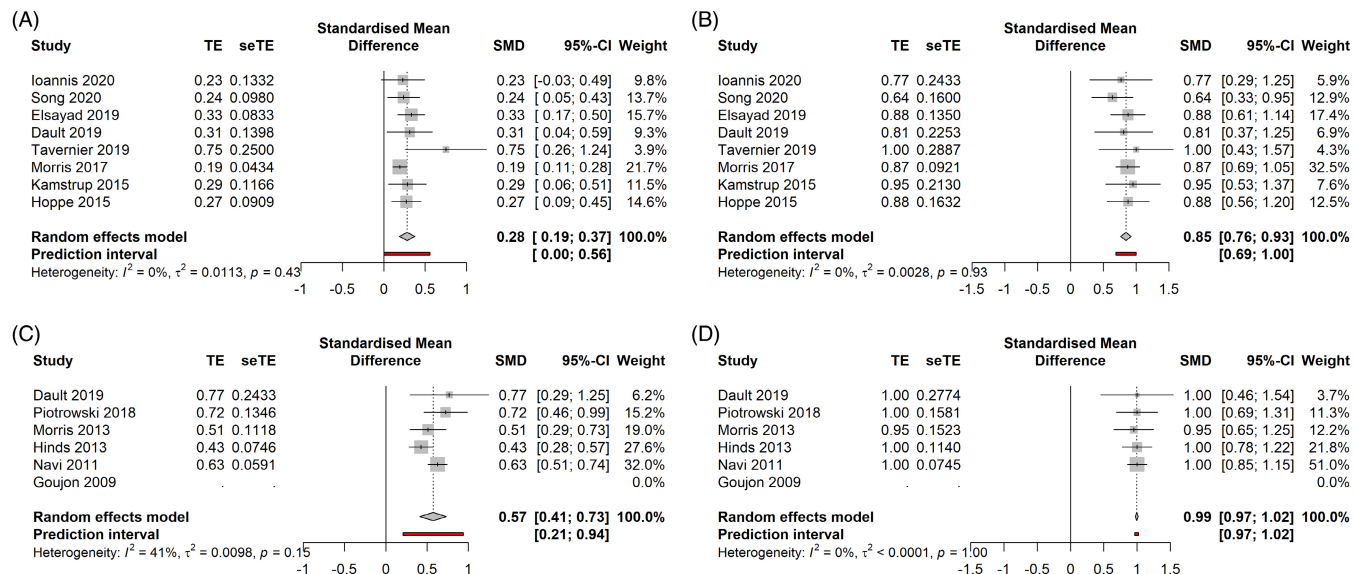 (A)
Standardised Mean
Study TE seTE Difference SMD 95%-CI Weight
Ioannis 2020 0.23 0.1332 0.23 [-0.03; 0.49] 9.8%
Song 2020 0.24 0.0980 0.24 [ 0.05; 0.43] 13.7%
Elsayad 2019 0.33 0.0833 0.33 [ 0.17; 0.50] 15.7%
Dault 2019 0.31 0.1398 0.31 [ 0.04; 0.59] 9.3%
Tavernier 2019 0.75 0.2500 0.75 [ 0.26; 1.24] 3.9%
Morris 2017 0.19 0.0434 0.19 [ 0.11; 0.28] 21.7%
Kamstrup 2015 0.29 0.1166 0.29 [ 0.06; 0.51] 11.5%
Hoppe 2015 0.27 0.0909 0.27 [ 0.09; 0.45] 14.6%
Random effects model 0.28 [ 0.19; 0.37] 100.0%
Prediction interval [ 0.00; 0.56]
Heterogeneity: I² = 0%, τ² = 0.0113, p = 0.43
-1 -0.5 0 0.5 1
(B)
Standardised Mean
Study TE seTE Difference SMD 95%-CI Weight
Ioannis 2020 0.77 0.2433 0.77 [0.29; 1.25] 5.9%
Song 2020 0.64 0.1600 0.64 [0.33; 0.95] 12.9%
Elsayad 2019 0.88 0.1350 0.88 [0.61; 1.14] 17.4%
Dault 2019 0.81 0.2253 0.81 [0.37; 1.25] 6.9%
Tavernier 2019 1.00 0.2887 1.00 [0.43; 1.57] 4.3%
Morris 2017 0.87 0.0921 0.87 [0.69; 1.05] 32.5%
Kamstrup 2015 0.95 0.2130 0.95 [0.53; 1.37] 7.6%
Hoppe 2015 0.88 0.1632 0.88 [0.56; 1.20] 12.5%
Random effects model 0.85 [0.76; 0.93] 100.0%
Prediction interval [0.69; 1.00]
Heterogeneity: I² = 0%, τ² = 0.0028, p = 0.93
-1.5 -1 -0.5 0 0.5 1 1.5
(C)
Standardised Mean
Study TE seTE Difference SMD 95%-CI Weight
Dault 2019 0.77 0.2433 0.77 [0.29; 1.25] 6.2%
Piotrowski 2018 0.72 0.1346 0.72 [0.46; 0.99] 15.2%
Morris 2013 0.51 0.1118 0.51 [0.29; 0.73] 19.0%
Hinds 2013 0.43 0.0746 0.43 [0.28; 0.57] 27.6%
Navi 2011 0.63 0.0591 0.63 [0.51; 0.74] 32.0%
Goujon 2009 . . 0.0%
Random effects model 0.57 [0.41; 0.73] 100.0%
Prediction interval [0.21; 0.94]
Heterogeneity: I² = 41%, τ² = 0.0098, p = 0.15
-1 -0.5 0 0.5 1
(D)
Standardised Mean
Study TE seTE Difference SMD 95%-CI Weight
Dault 2019 1.00 0.2774 1.00 [0.46; 1.54] 3.7%
Piotrowski 2018 1.00 0.1581 1.00 [0.69; 1.31] 11.3%
Morris 2013 0.95 0.1523 0.95 [0.65; 1.25] 12.2%
Hinds 2013 1.00 0.1140 1.00 [0.78; 1.22] 21.8%
Navi 2011 1.00 0.0745 1.00 [0.85; 1.15] 51.0%
Goujon 2009 . . 0.0%
Random effects model 0.99 [0.97; 1.02] 100.0%
Prediction interval [0.97; 1.02]
Heterogeneity: I² = 0%, τ² < 0.0001, p = 1.00
-1.5 -1 -0.5 0 0.5 1 1.5